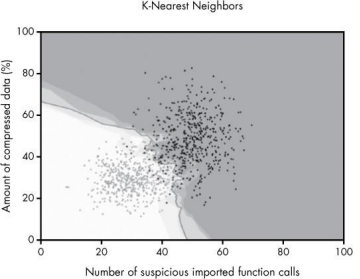 K-Nearest Neighbors
100
80
60
40
20
0
Amount of compressed data (%)
0 20 40 60 80 100
Number of suspicious imported function calls